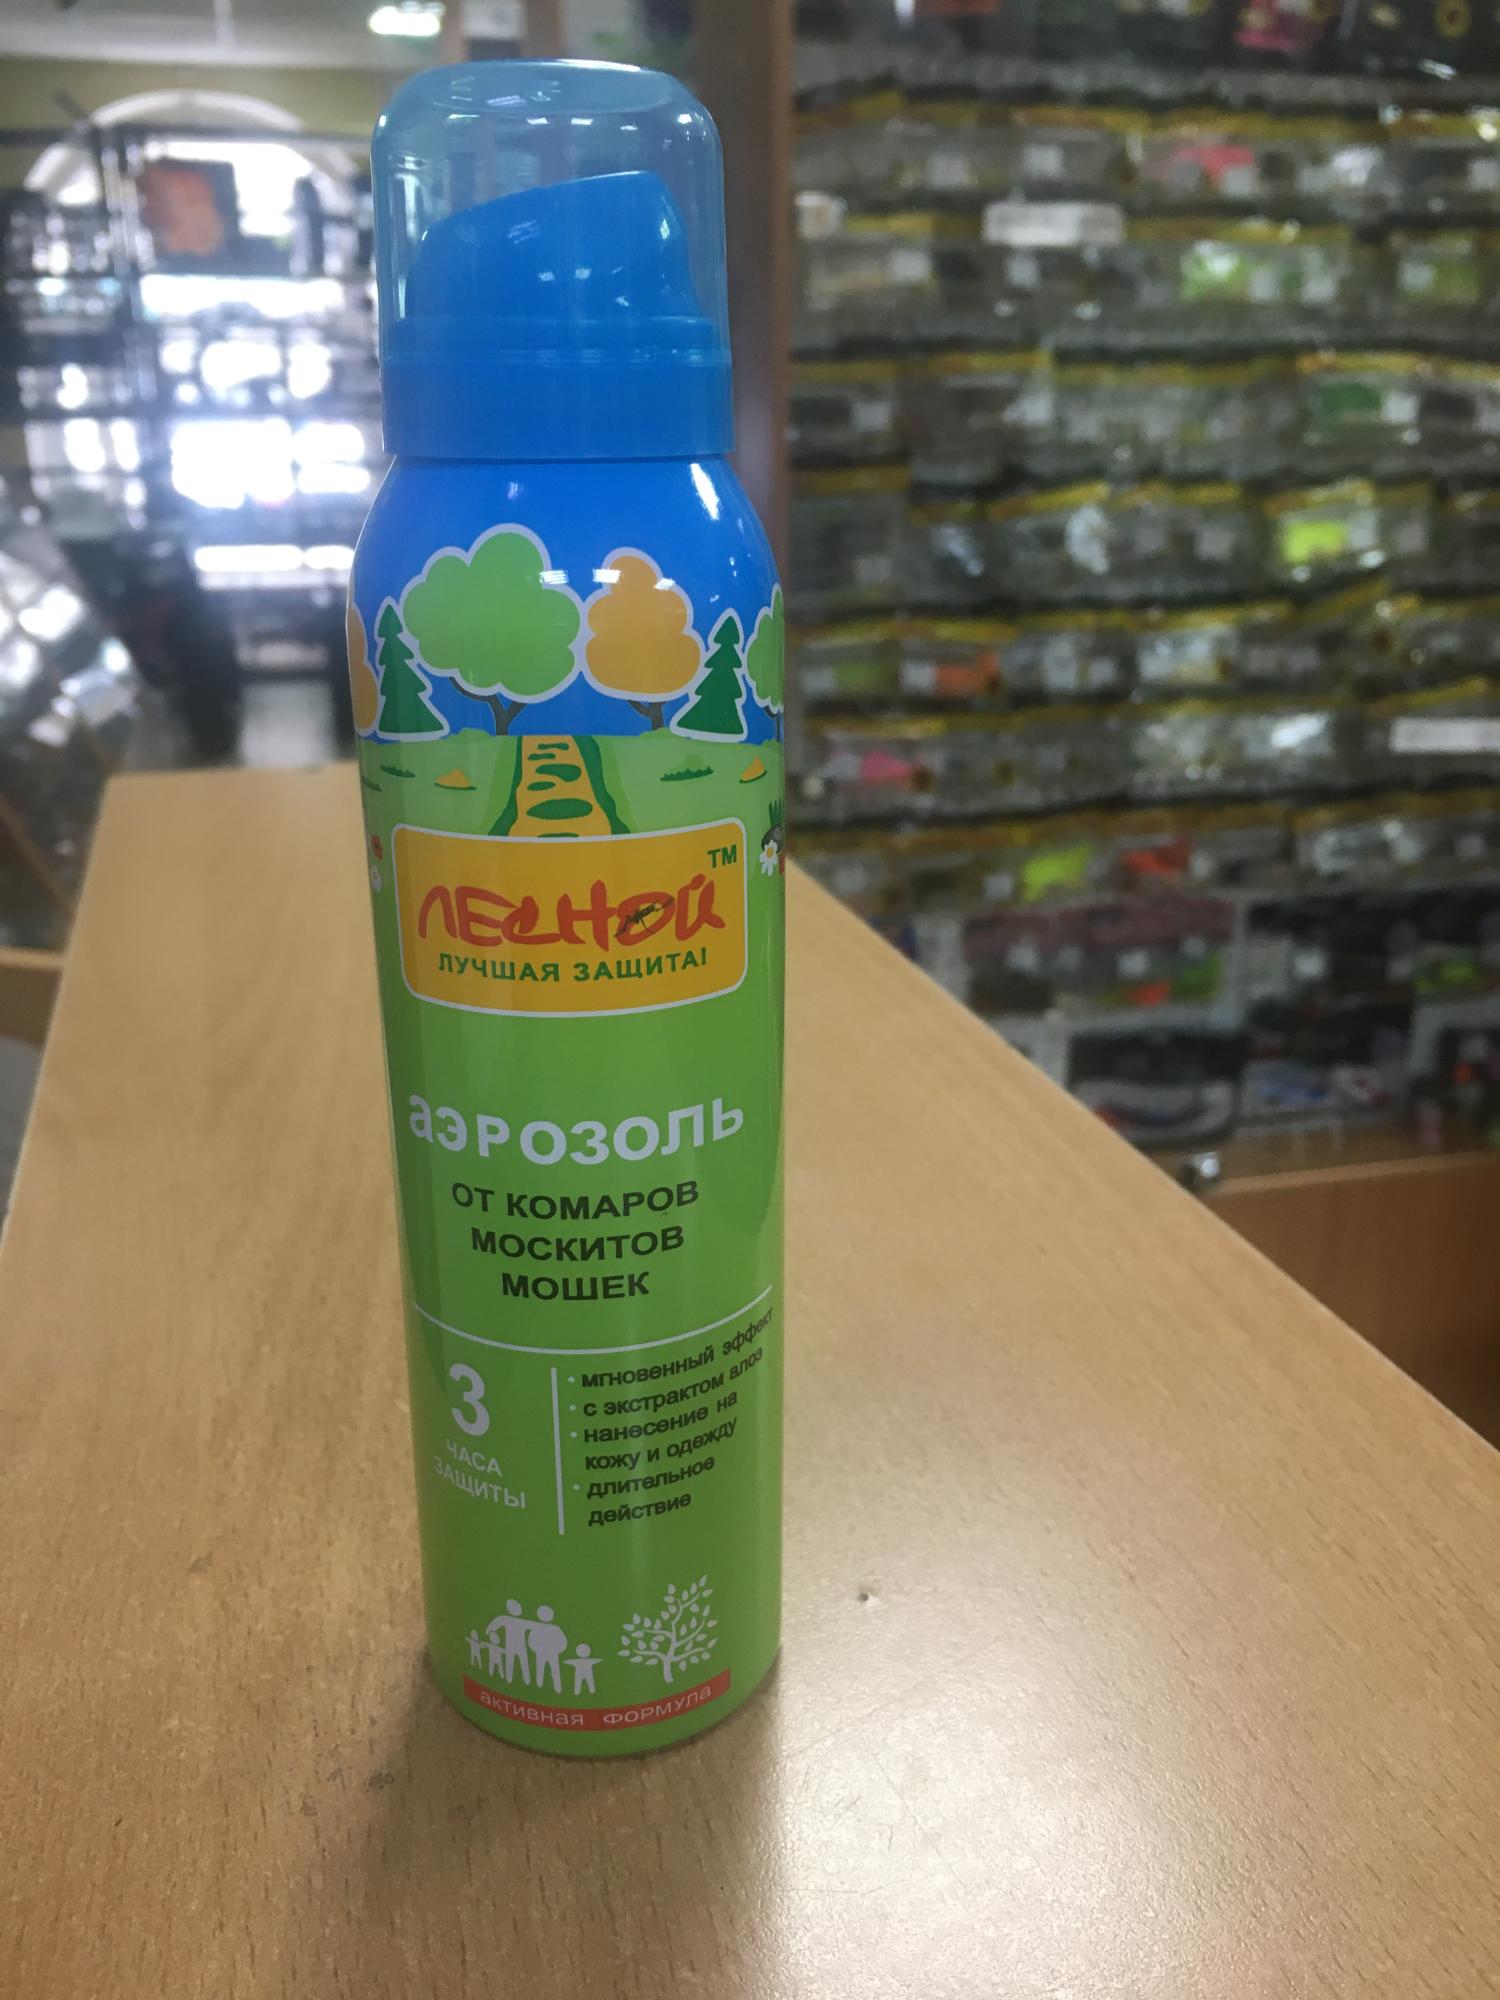 ЛЕСНОЙ ТМ
ЛУЧШАЯ ЗАЩИТА!
аэрозоль
ОТ КОМАРОВ
МОСКИТОВ
МОШЕК
3
ЧАСА
ЗАЩИТЫ
• мгновенный эффект
• с экстрактом алоэ
• нанесение на
кожу и одежду
• длительное
действие
активная формула